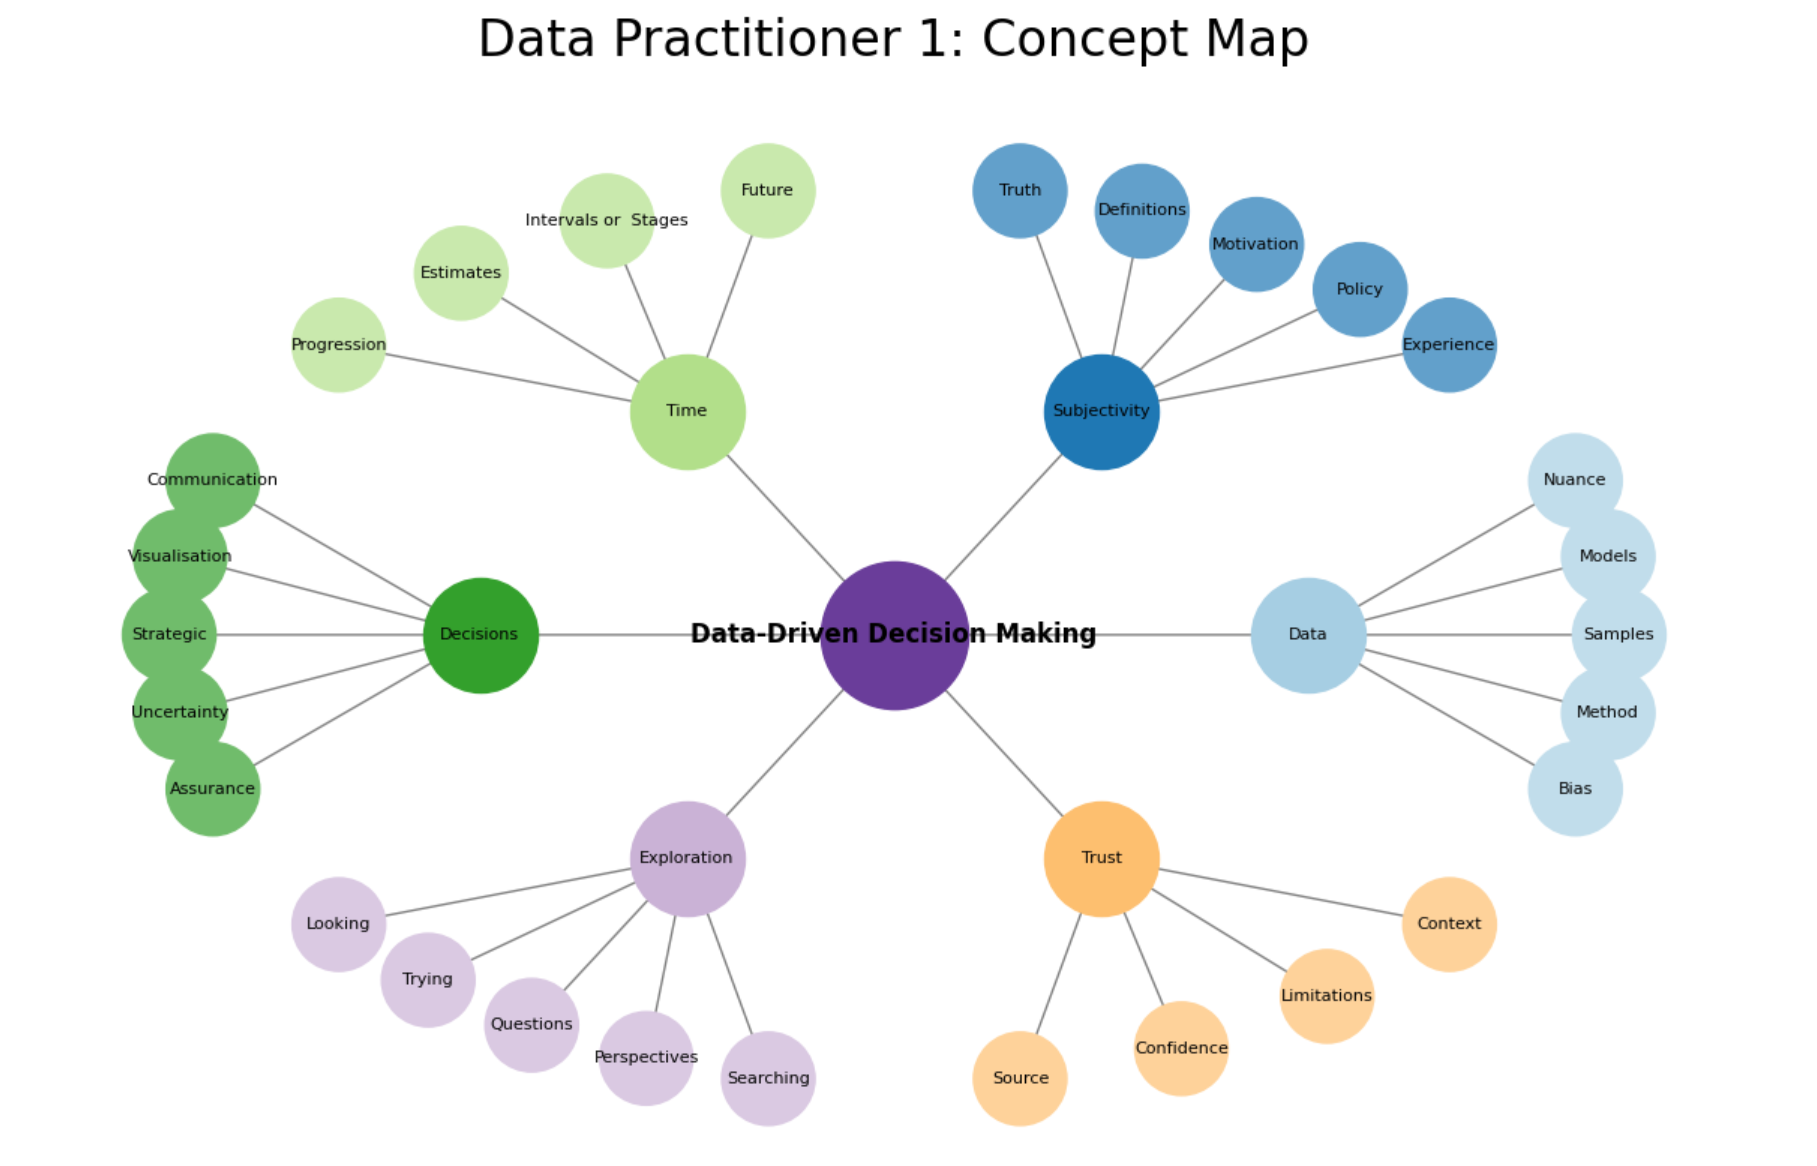 Data Practitioner 1: Concept Map
Future
Truth
Definitions
Intervals or  Stages
Motivation
Estimates
Policy
Progression
Experience
Time
Subjectivity
Communication
Nuance
Visualisation
Models
Strategic
Decisions
Data-Driven Decision Making
Data
Samples
Uncertainty
Method
Assurance
Bias
Exploration
Trust
Looking
Context
Trying
Limitations
Questions
Confidence
Perspectives
Searching
Source